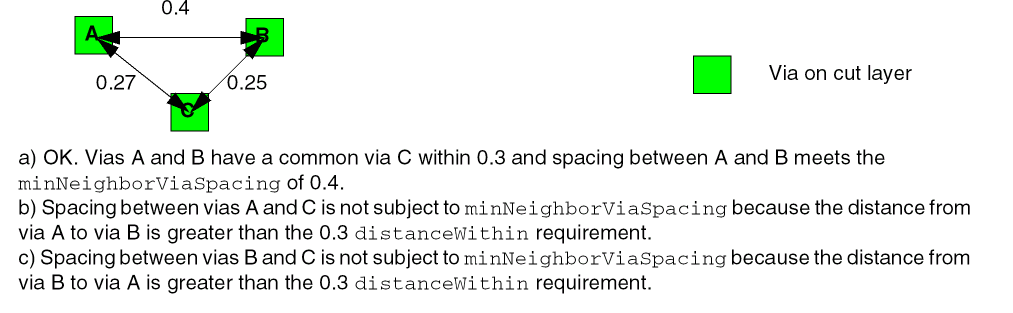 0.4
A
B
0.27
0.25
C
Via on cut layer
a) OK. Vias A and B have a common via C within 0.3 and spacing between A and B meets the
minNeighborViaSpacing of 0.4.
b) Spacing between vias A and C is not subject to minNeighborViaSpacing because the distance from
via A to via B is greater than the 0.3 distanceWithin requirement.
c) Spacing between vias B and C is not subject to minNeighborViaSpacing because the distance from
via B to via A is greater than the 0.3 distanceWithin requirement.